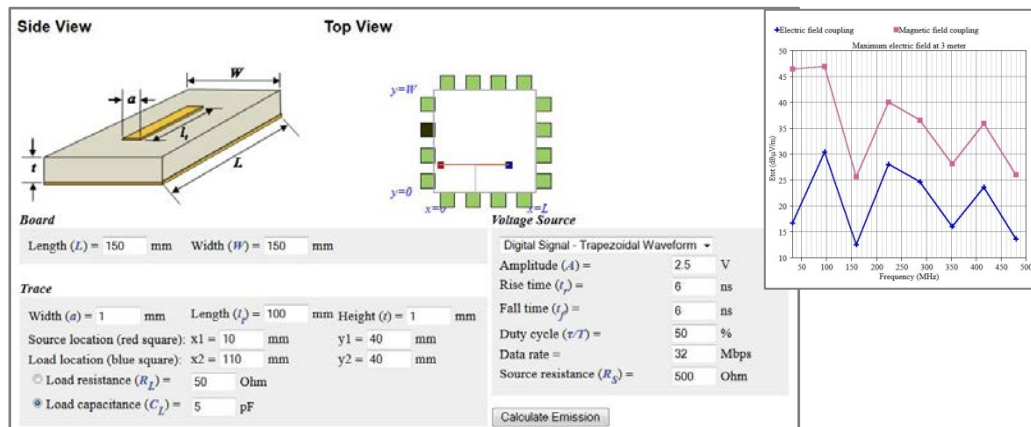 Side View
Top View
W
a
lt
L
t
y=W
y=0
x=0
x=L
Board
Length (L) = 150 mm Width (W) = 150 mm
Trace
Width (a) = 1 mm Length (lt) = 100 mm Height (t) = 1 mm
Source location (red square): x1 = 10 mm y1 = 40 mm
Load location (blue square): x2 = 110 mm y2 = 40 mm
Load resistance (RL) = 50 Ohm
Load capacitance (CL) = 5 pF
Voltage Source
Digital Signal - Trapezoidal Waveform
Amplitude (A) = 2.5 V
Rise time (tr) = 6 ns
Fall time (tf) = 6 ns
Duty cycle (τ/T) = 50 %
Data rate = 32 Mbps
Source resistance (RS) = 500 Ohm
Calculate Emission
Electric field coupling Magnetic field coupling
Maximum electric field at 3 meter
50
45
40
35
30
25
20
15
10
(dBµV/m)
50 100 150 200 250 300 350 400 450 500
Frequency (MHz)